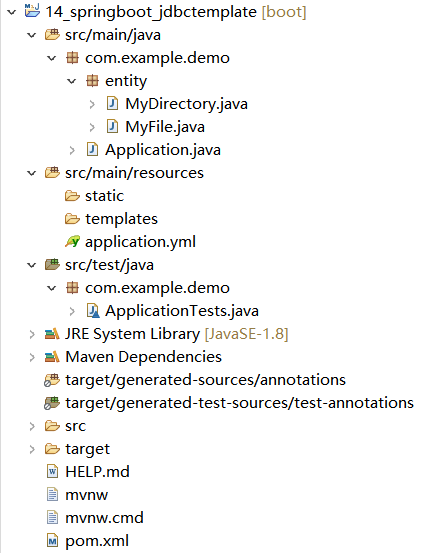 14_springboot_jdbctemplate [boot]
src/main/java
com.example.demo
entity
MyDirectory.java
MyFile.java
Application.java
src/main/resources
static
templates
application.yml
src/test/java
com.example.demo
ApplicationTests.java
JRE System Library [JavaSE-1.8]
Maven Dependencies
target/generated-sources/annotations
target/generated-test-sources/test-annotations
src
target
HELP.md
mvnw
mvnw.cmd
pom.xml